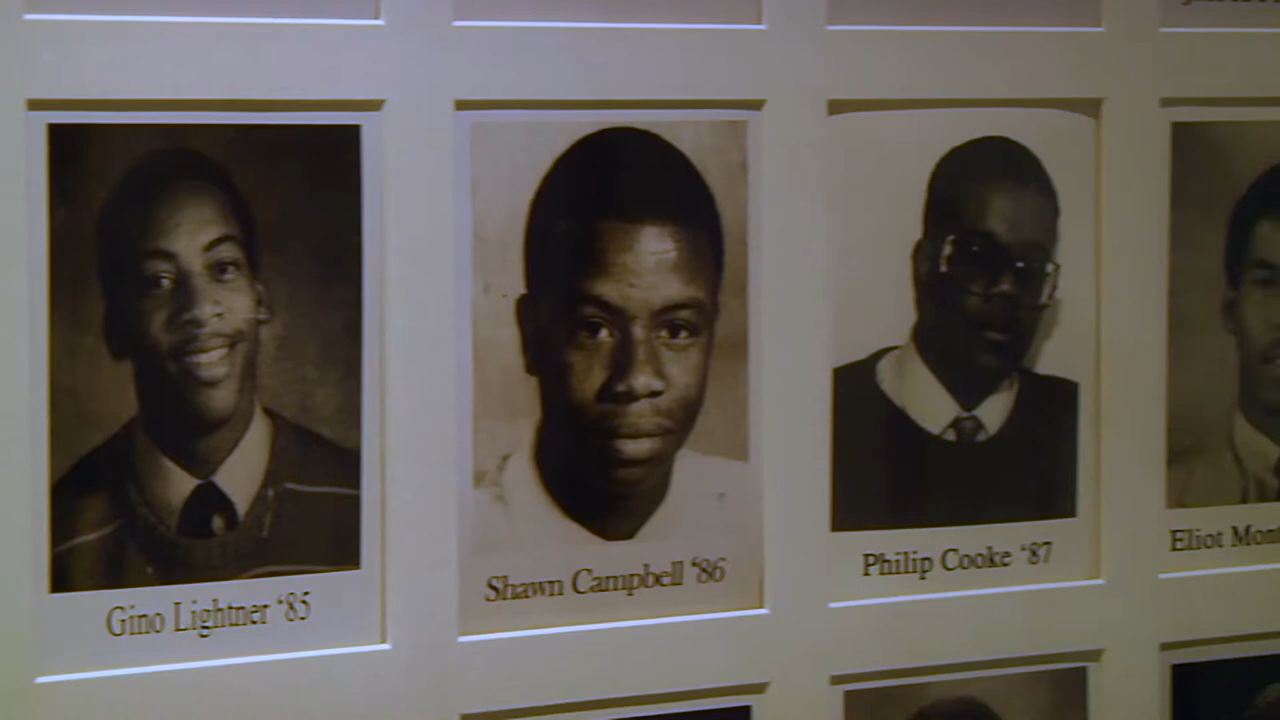 Gino Lightner ‘85
Shawn Campbell ‘86
Philip Cooke ‘87
Eliot